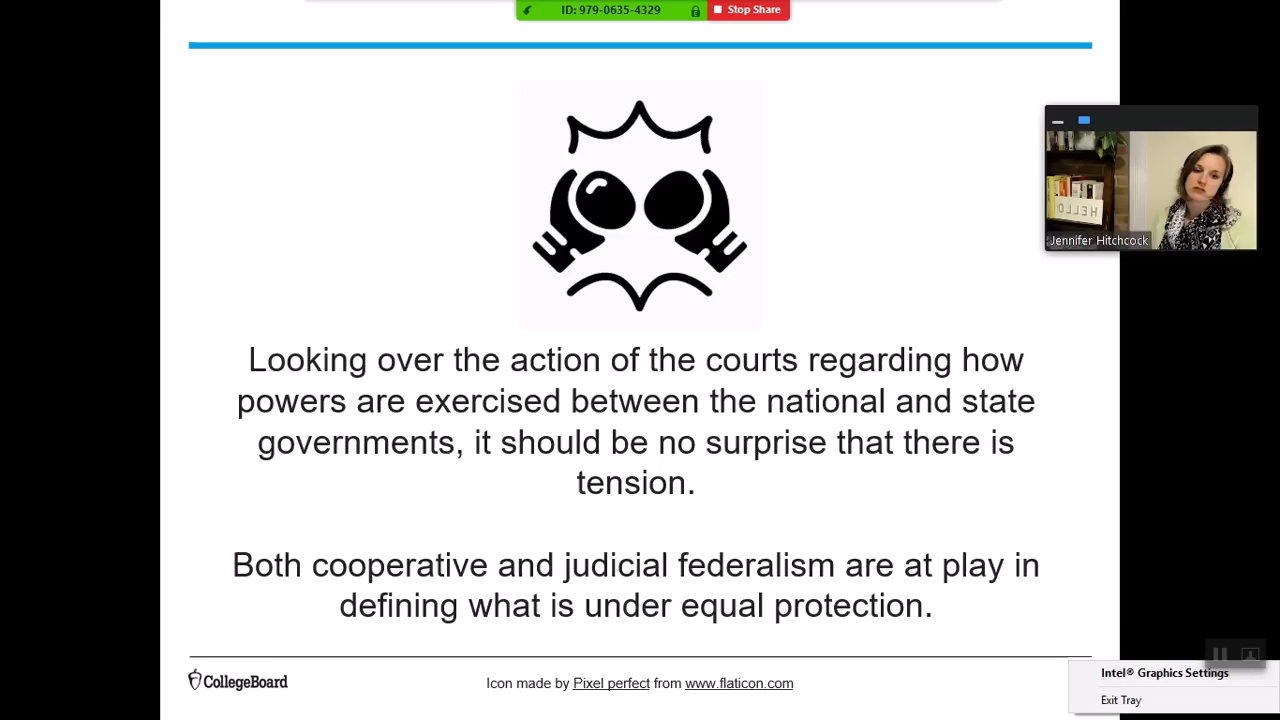 ID: 979-0635-4329
Stop Share
HELLO
Jennifer Hitchcock
Looking over the action of the courts regarding how
powers are exercised between the national and state
governments, it should be no surprise that there is
tension.
Both cooperative and judicial federalism are at play in
defining what is under equal protection.
CollegeBoard
Icon made by Pixel perfect from www.flaticon.com
Intel® Graphics Settings
Exit Tray